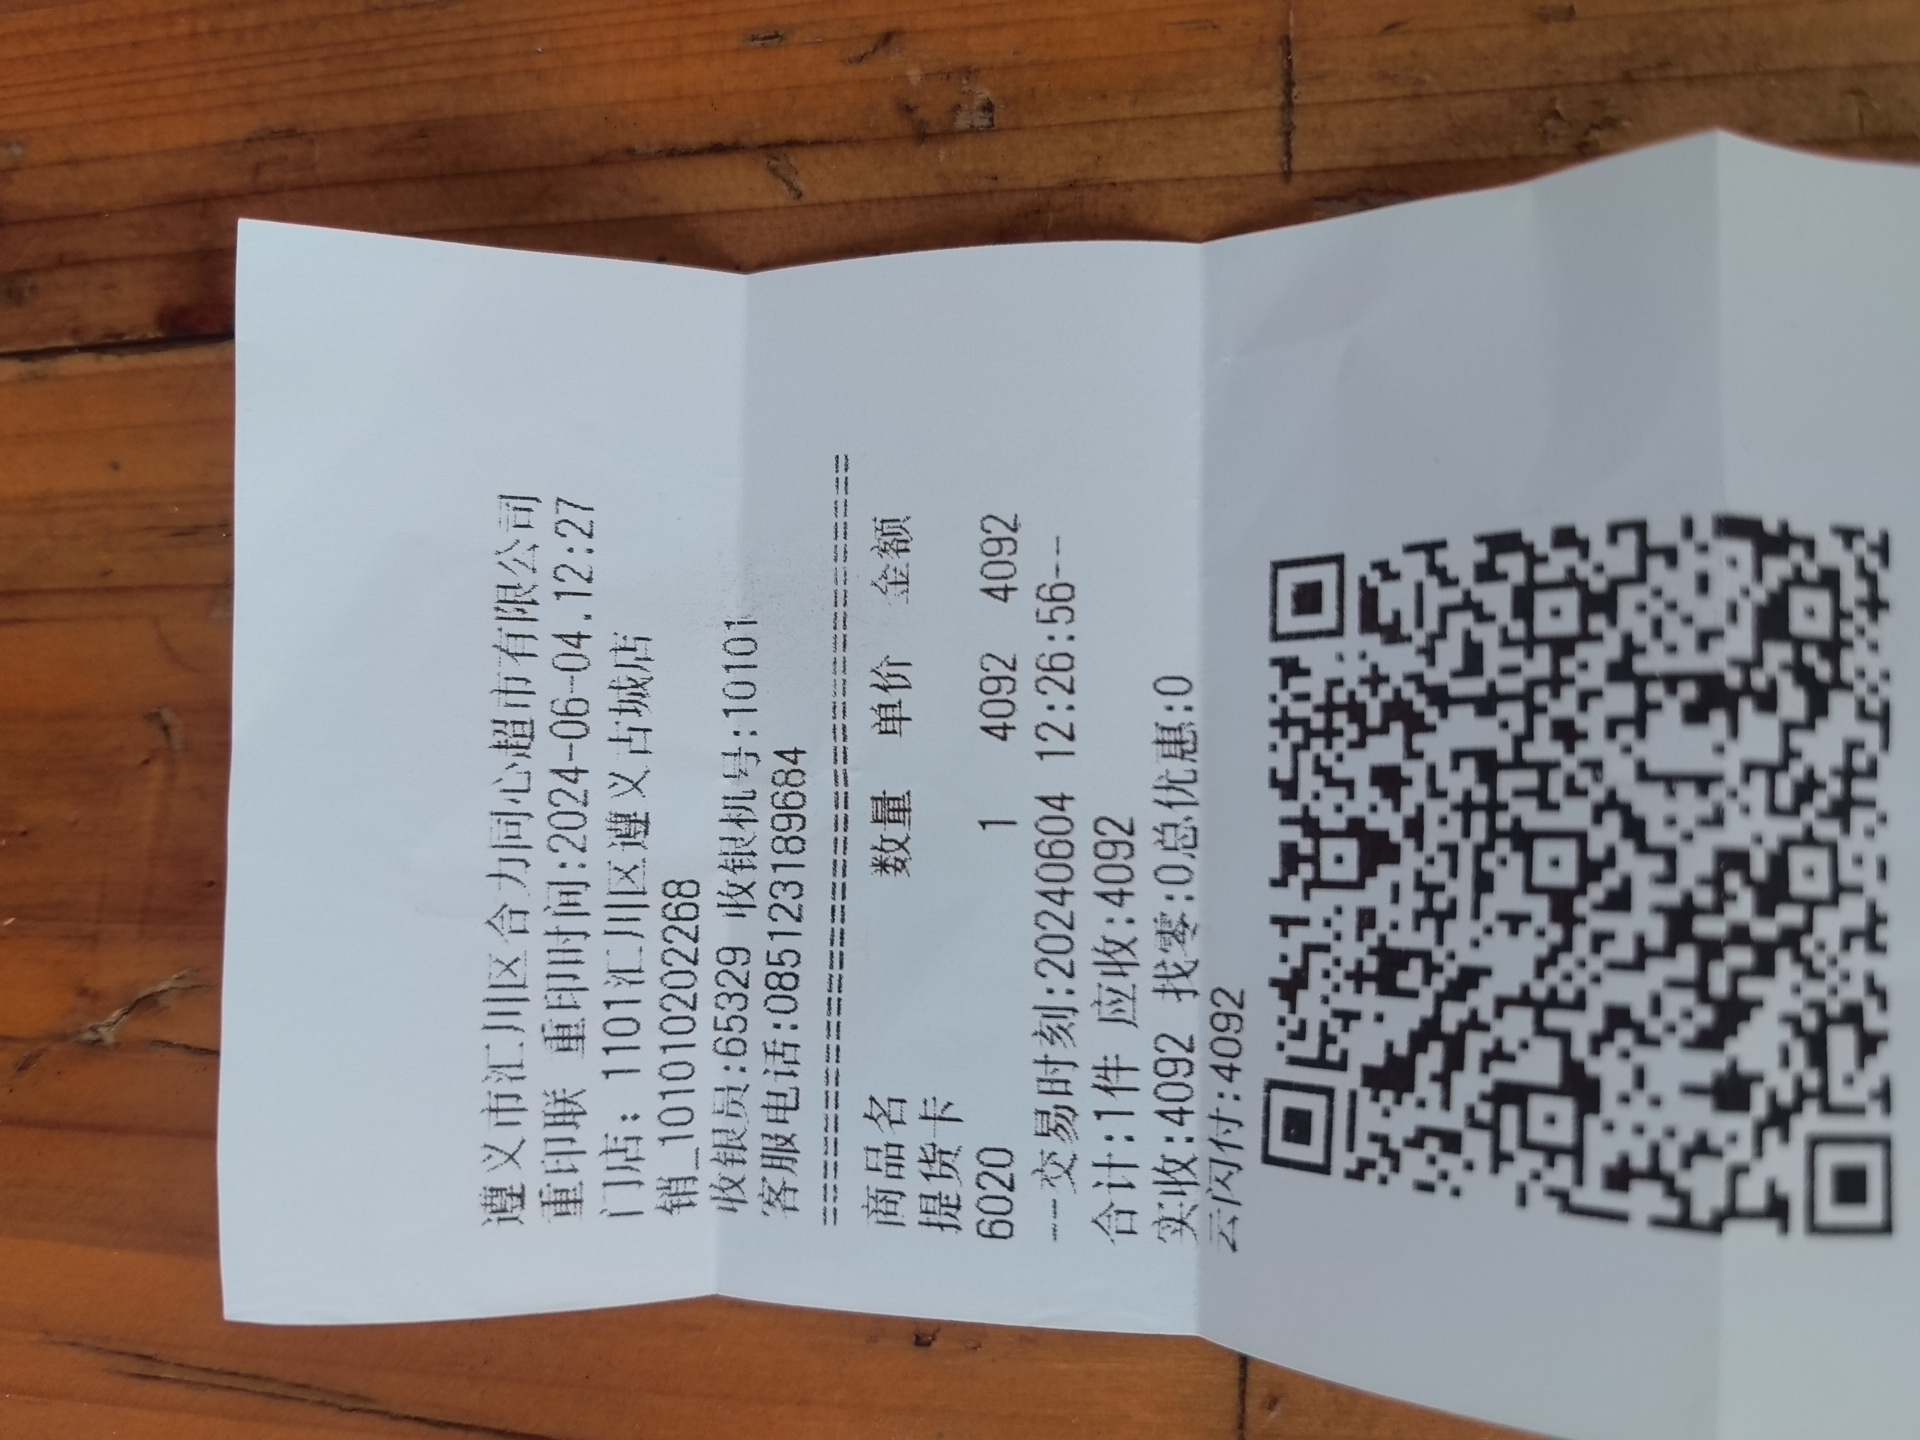 遵义市汇川区合力同心超市有限公司
重印联 重印时间:2024-06-04.12:27
门店: 1101汇川区遵义古城店
销_10101020202268
收银员:65329 收银机号:10101
客服电话:085123189684
================================
商品名 数量 单价 金额
提货卡
6020 1 4092 4092
--交易时刻:20240604 12:26:56--
合计:1件 应收:4092
实收:4092 找零:0总优惠:0
云闪付:4092